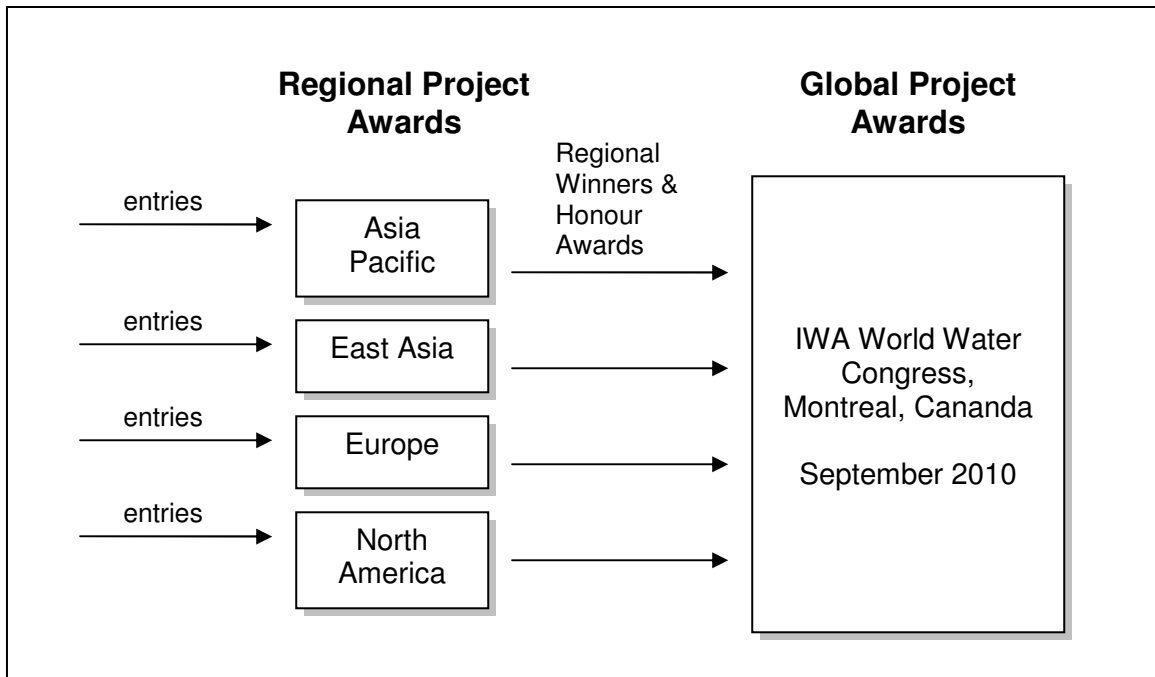 Regional Project
Awards
Global Project
Awards
Regional
Winners &
Honour
Awards
entries
Asia
Pacific
entries
East Asia
entries
Europe
entries
North
America
IWA World Water
Congress,
Montreal, Cananda
September 2010